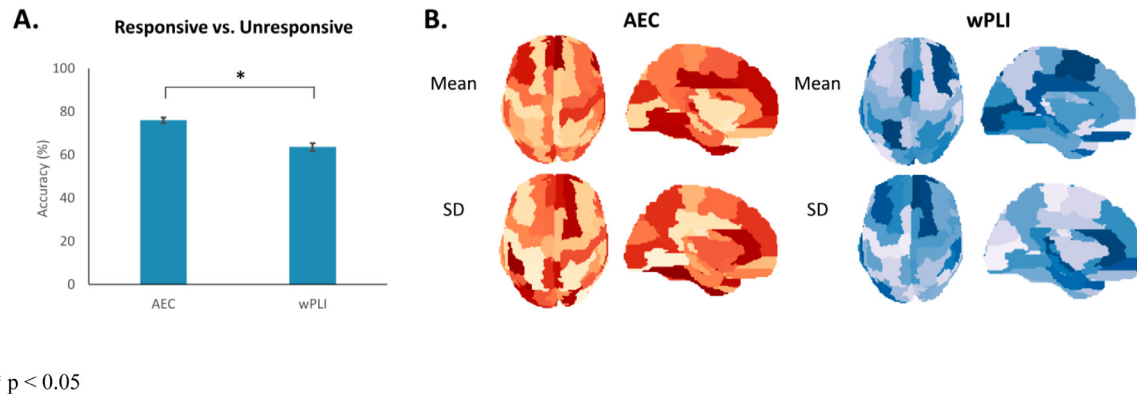 A.
Responsive vs. Unresponsive
*
100
80
60
40
20
0
Accuracy (%)
AEC
wPLI
B.
AEC
wPLI
Mean
Mean
SD
SD
* p < 0.05